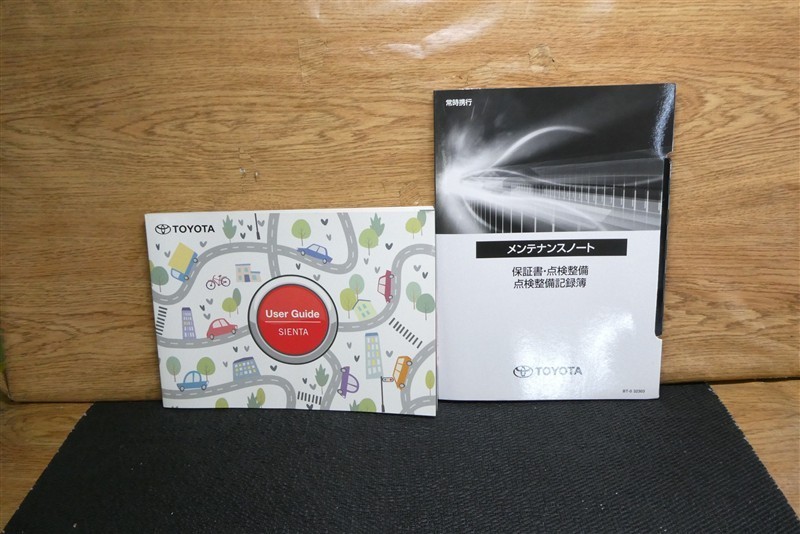 TOYOTA
User Guide
SIENTA
常時携行
メンテナンスノート
保証書・点検整備
点検整備記録簿
TOYOTA